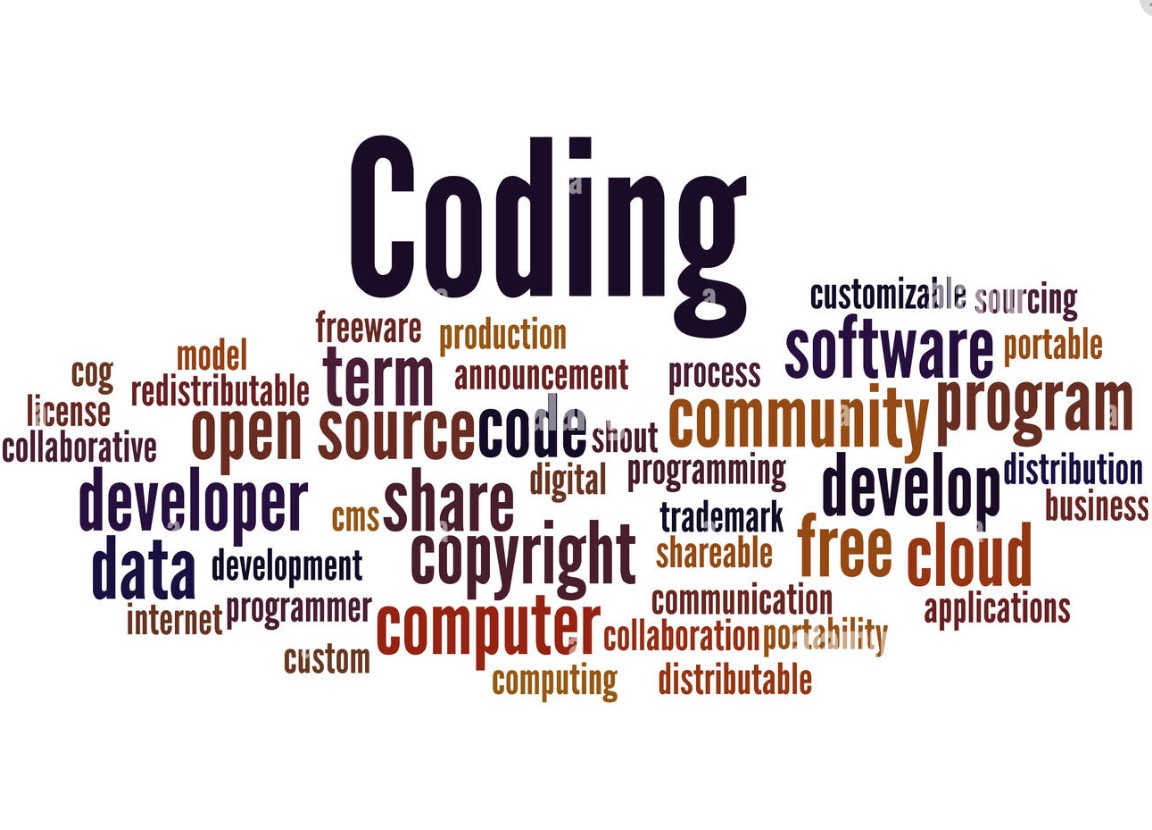 Coding
customizable sourcing
freeware production
software portable
model
term announcement process
cog
redistributable
license
open source code shout community program
collaborative
digital programming develop distribution
developer cms share trademark business
data development copyright shareable free cloud
internet programmer communication applications
computer collaboration portability
custom
computing distributable